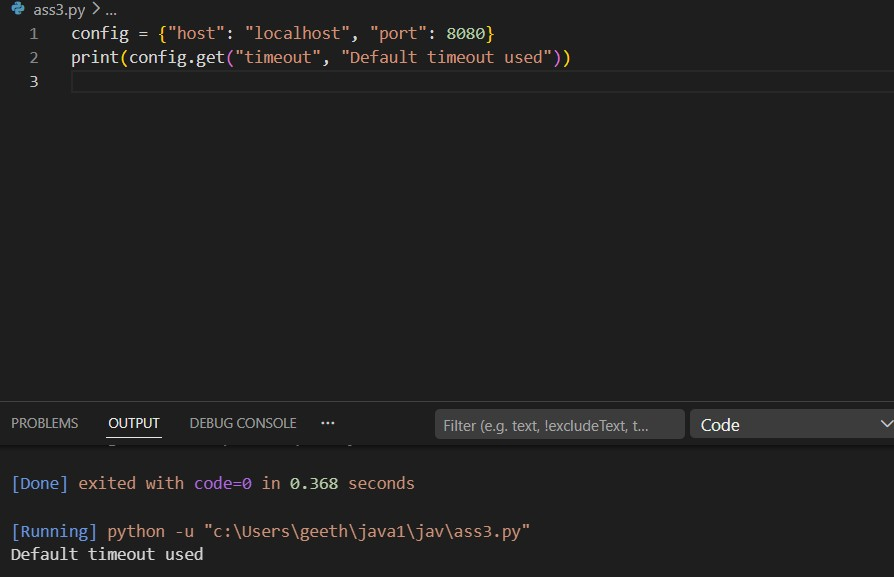 ass3.py > ...
1 config = {"host": "localhost", "port": 8080}
2 print(config.get("timeout", "Default timeout used"))
3
PROBLEMS OUTPUT DEBUG CONSOLE ... Filter (e.g. text, !excludeText, t... Code
[Done] exited with code=0 in 0.368 seconds
[Running] python -u "c:\Users\geeth\java1\jav\ass3.py"
Default timeout used